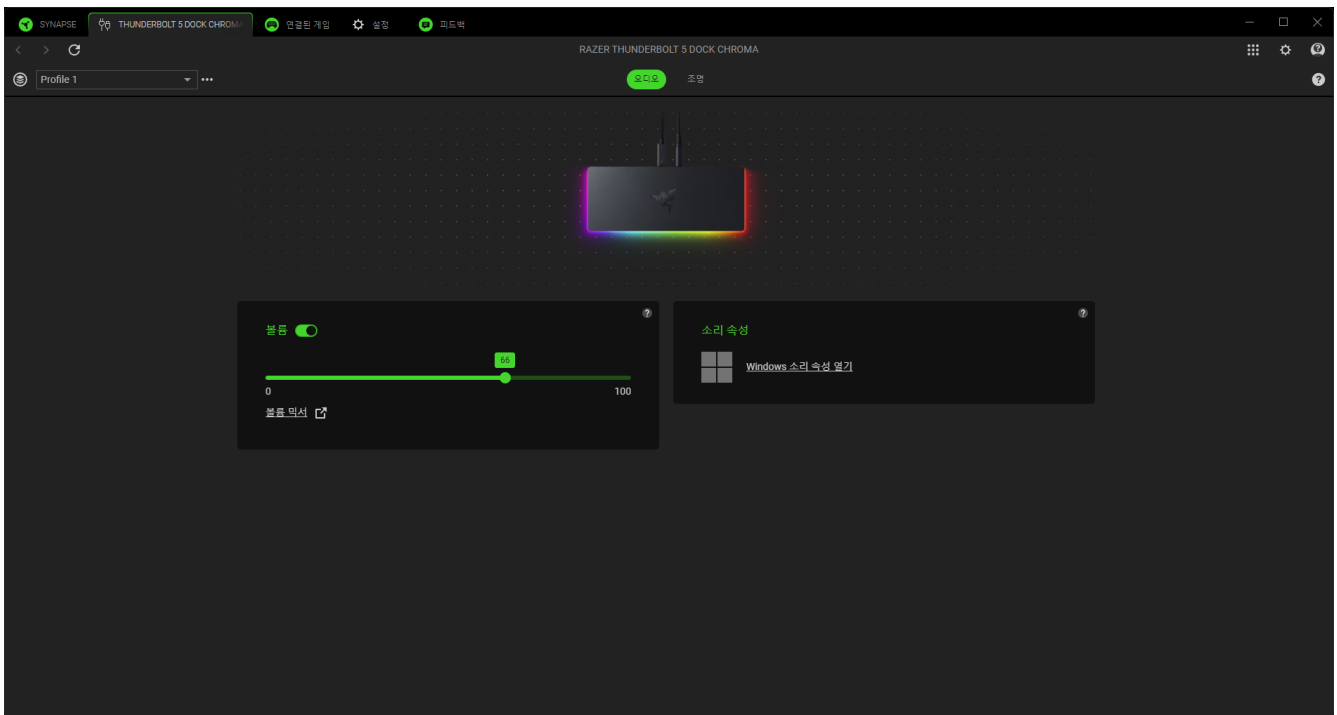 SYNAPSE
THUNDERBOLT 5 DOCK CHROMA
연결된 게임
설정
피드백
RAZER THUNDERBOLT 5 DOCK CHROMA
Profile 1
오디오
조명
볼륨
66
0
100
볼륨 믹서
소리 속성
Windows 소리 속성 열기